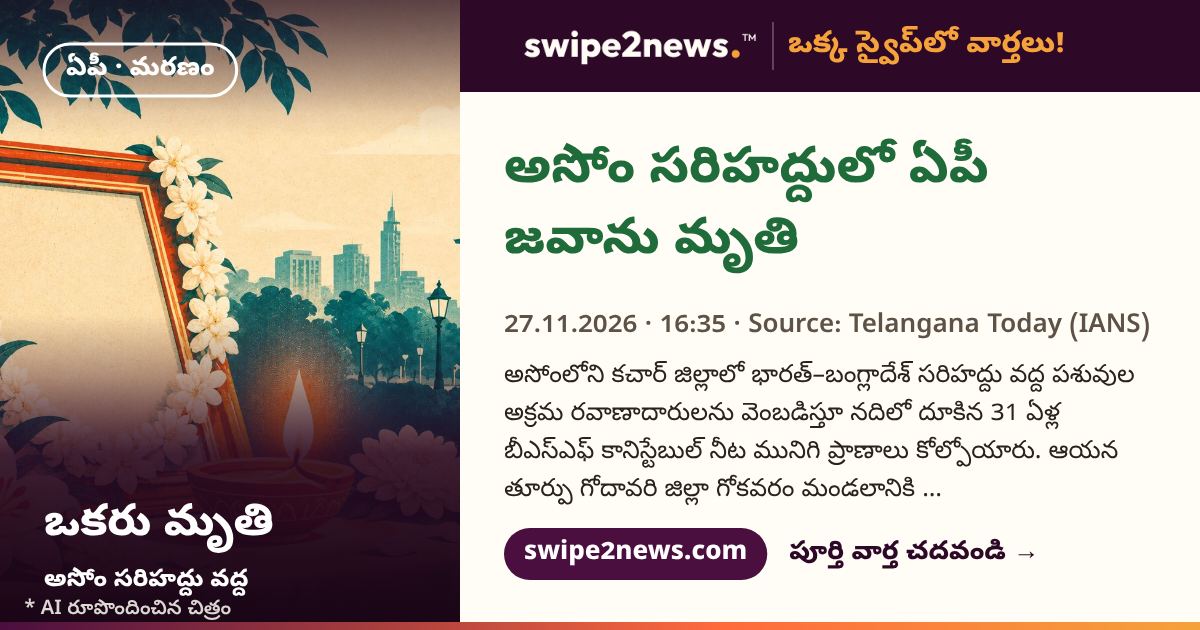 ఏపీ · మరణం
ఒకరు మృతి
అసోం సరిహద్దు వద్ద
* AI రూపొందించిన చిత్రం
swipe2news.™
ఒక్క స్వైప్‌లో వార్తలు!
అసోం సరిహద్దులో ఏపీ
జవాను మృతి
27.11.2026 · 16:35 · Source: Telangana Today (IANS)
అసోంలోని కచార్ జిల్లాలో భారత్–బంగ్లాదేశ్ సరిహద్దు వద్ద పశువుల
అక్రమ రవాణాదారులను వెంబడిస్తూ నదిలో దూకిన 31 ఏళ్ల
బీఎస్ఎఫ్ కానిస్టేబుల్ నీట మునిగి ప్రాణాలు కోల్పోయారు. ఆయన
తూర్పు గోదావరి జిల్లా గోకవరం మండలానికి ...
swipe2news.com
పూర్తి వార్త చదవండి →